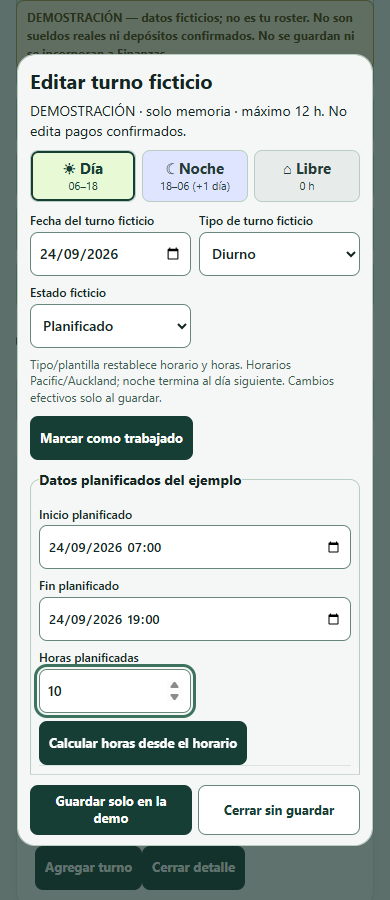 DEMOSTRACIÓN — datos ficticios; no es tu roster. No son
sueldos reales ni depósitos confirmados. No se guardan ni
se incorporan a Finanzas.
Editar turno ficticio
DEMOSTRACIÓN · solo memoria · máximo 12 h. No
edita pagos confirmados.
☀ Día
06–18
☾ Noche
18–06 (+1 día)
⌂ Libre
0 h
Fecha del turno ficticio
24/09/2026
Tipo de turno ficticio
Diurno
Estado ficticio
Planificado
Tipo/plantilla restablece horario y horas. Horarios
Pacific/Auckland; noche termina al día siguiente. Cambios
efectivos solo al guardar.
Marcar como trabajado
Datos planificados del ejemplo
Inicio planificado
24/09/2026 07:00
Fin planificado
24/09/2026 19:00
Horas planificadas
10
Calcular horas desde el horario
Guardar solo en la
demo
Cerrar sin guardar
Agregar turno
Cerrar detalle